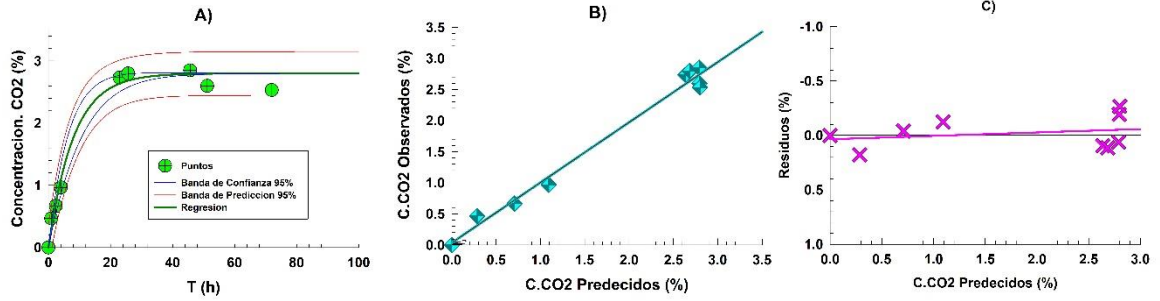 A)
Concentracion. CO2 (%)
3
2
1
0
0
20
40
60
80
100
T (h)
Puntos
Banda de Confianza 95%
Banda de Prediccion 95%
Regresion
B)
C.CO2 Observados (%)
3.5
3.0
2.5
2.0
1.5
1.0
0.5
0.0
0.0
0.5
1.0
1.5
2.0
2.5
3.0
3.5
C.CO2 Predecidos (%)
C)
Residuos (%)
-1.0
-0.5
0.0
0.5
1.0
0.0
0.5
1.0
1.5
2.0
2.5
3.0
C.CO2 Predecidos (%)